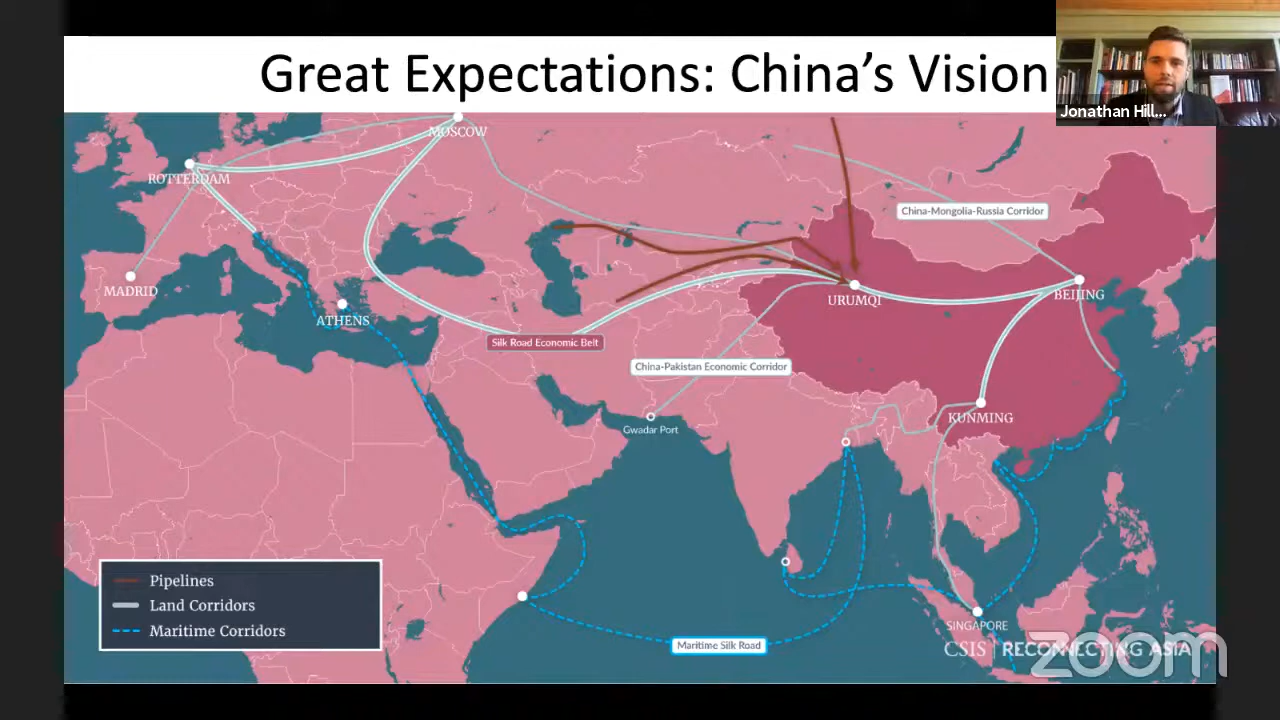 Great Expectations: China's Vision
Jonathan Hill...
MOSCOW
ROTTERDAM
China-Mongolia-Russia Corridor
MADRID
URUMQI
BEIJING
ATHENS
Silk Road Economic Belt
China-Pakistan Economic Corridor
KUNMING
Gwadar Port
Pipelines
Land Corridors
Maritime Corridors
SINGAPORE
Maritime Silk Road
CSIS | RECONNECTING ASIA
zoom